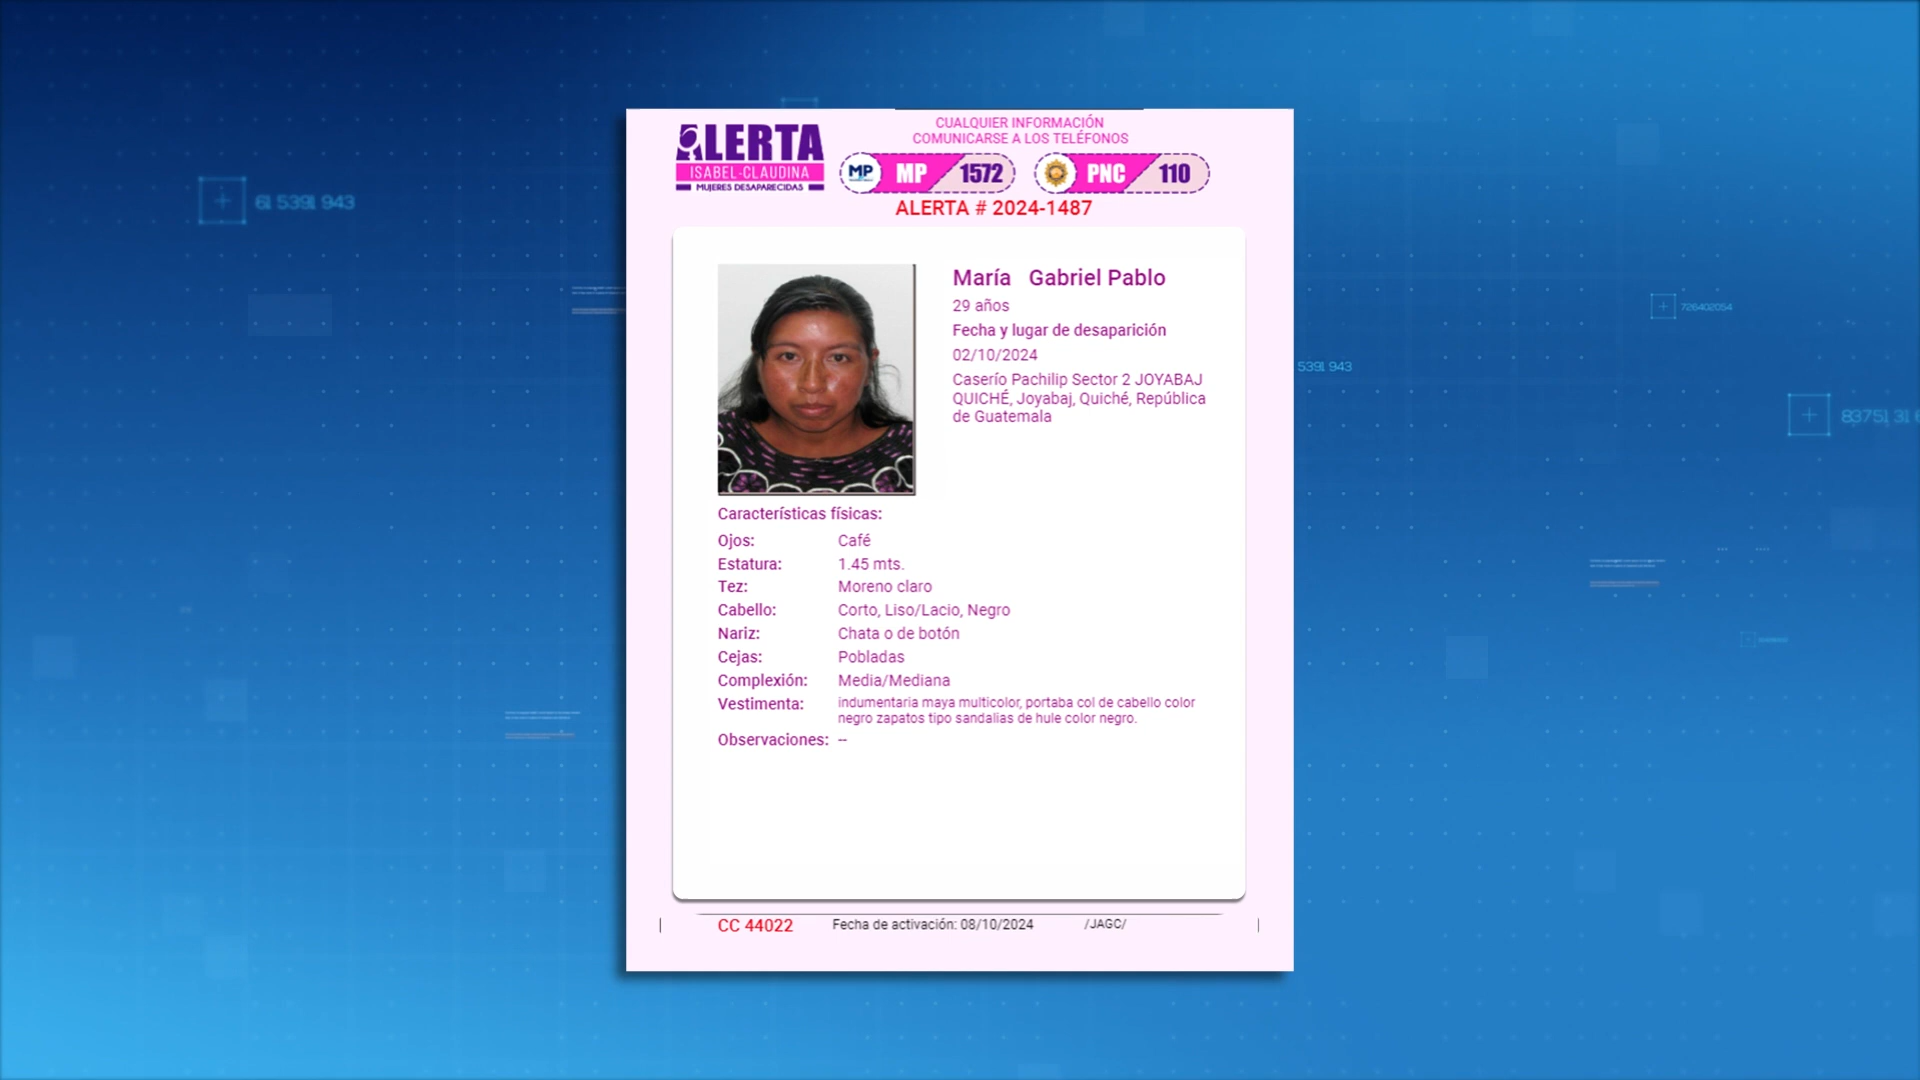 ALERTA
ISABEL-CLAUDINA
MUJERES DESAPARECIDAS
CUALQUIER INFORMACIÓN
COMUNICARSE A LOS TELÉFONOS
MP MP 1572 PNC 110
ALERTA # 2024-1487
María Gabriel Pablo
29 años
Fecha y lugar de desaparición
02/10/2024
Caserío Pachilip Sector 2 JOYABAJ
QUICHÉ, Joyabaj, Quiché, República
de Guatemala
Características físicas:
Ojos: Café
Estatura: 1.45 mts.
Tez: Moreno claro
Cabello: Corto, Liso/Lacio, Negro
Nariz: Chata o de botón
Cejas: Pobladas
Complexión: Media/Mediana
Vestimenta: indumentaria maya multicolor, portaba col de cabello color
negro zapatos tipo sandalias de hule color negro.
Observaciones: --
CC 44022 Fecha de activación: 08/10/2024 /JAGC/
61 5391 943
726402054
5391 943
83751 31